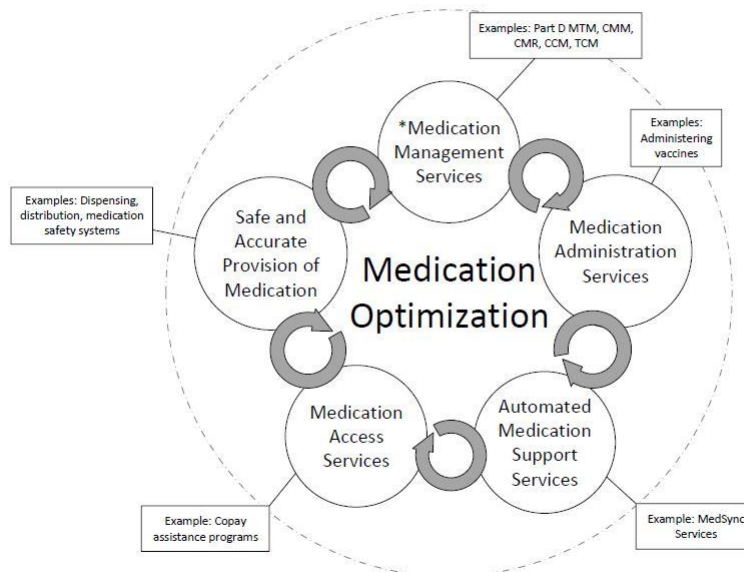 Examples: Part D MTM, CMM,
CMR, CCM, TCM
*Medication
Management
Services
Examples:
Administering
vaccines
Examples: Dispensing,
distribution, medication
safety systems
Safe and
Accurate
Provision of
Medication
Medication
Administration
Services
Medication
Optimization
Medication
Access
Services
Automated
Medication
Support
Services
Example: Copay
assistance programs
Example: MedSync
Services